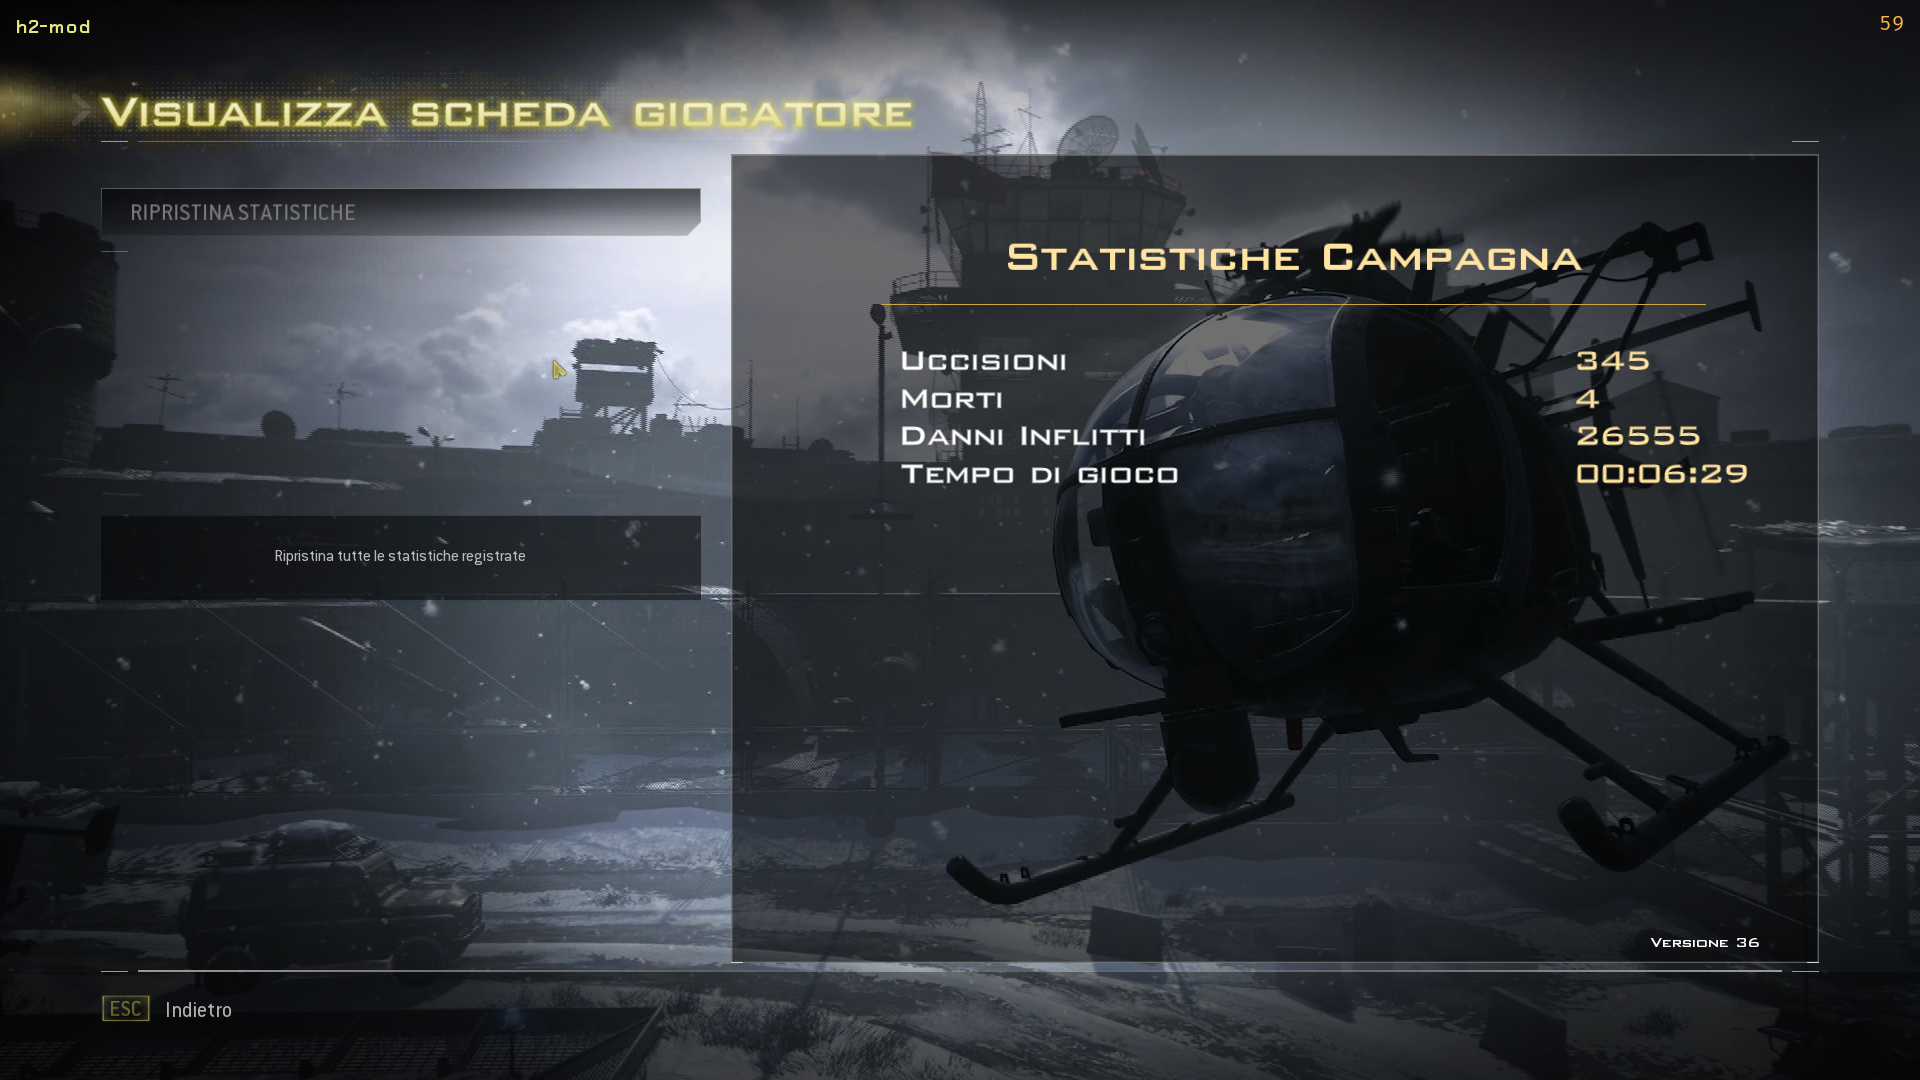 h2-mod
59
Visualizza scheda giocatore
RIPRISTINA STATISTICHE
Statistiche Campagna
Uccisioni 345
Morti 4
Danni Inflitti 26555
Tempo di gioco 00:06:29
Ripristina tutte le statistiche registrate
Versione 36
ESC Indietro